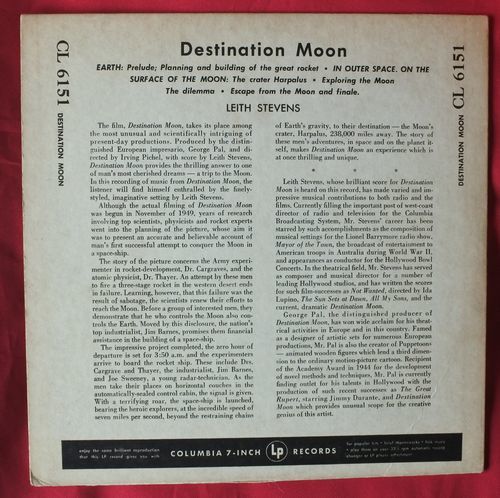 Destination Moon
EARTH: Prelude; Planning and building of the great rocket • IN OUTER SPACE. ON THE
SURFACE OF THE MOON: The crater Harpalus • Exploring the Moon
The dilemma • Escape from the Moon and finale.
LEITH STEVENS
CL 6151
DESTINATION MOON
The film, Destination Moon, takes its place among
the most unusual and scientifically intriguing of
present-day productions. Produced by the distin-
guished European impresario, George Pal, and di-
rected by Irving Pichel, with score by Leith Stevens,
Destination Moon provides the thrilling answer to one
of man's most cherished dreams — a trip to the Moon.
In this recording of music from Destination Moon, the
listener will find himself enthralled by the finely-
styled, imaginative setting by Leith Stevens.
Although the actual filming of Destination Moon
was begun in November of 1949, years of research
involving top scientists, physicists and rocket experts
went into the planning of the picture, whose aim it
was to present an accurate and believable account of
man's first successful attempt to conquer the Moon in
a space-ship.
The story of the picture concerns the Army experi-
menter in rocket-development, Dr. Cargraves, and the
atomic physicist, Dr. Thayer. An attempt by these men
to fire a three-stage rocket in the western desert ends
in failure. Learning, however, that this failure was the
result of sabotage, the scientists renew their efforts to
reach the Moon. Before a group of interested men, they
demonstrate that he who controls the Moon also con-
trols the Earth. Moved by this disclosure, the nation's
top industrialist, Jim Barnes, promises them financial
assistance in the building of a space-ship.
The impressive project completed, the zero hour of
departure is set for 3:50 a.m. and the experimenters
arrive to board the rocket ship. These include Drs.
Cargrave and Thayer, the industrialist, Jim Barnes,
and Joe Sweeney, a young radar-technician. As the
men take their places on horizontal couches in the
automatically-sealed control cabin, the signal is given.
With a terrifying roar, the space-ship is launched,
bearing the heroic explorers, at the incredible speed of
seven miles per second, beyond the restraining chains
of Earth's gravity, to their destination — the Moon's
crater, Harpalus, 238,000 miles away. The story of
these men's adventures, in space and on the planet it-
self, makes Destination Moon an experience which is
at once thrilling and unique.
* * *
Leith Stevens, whose brilliant score for Destination
Moon is heard on this record, has made varied and im-
pressive musical contributions to both radio and the
films. Currently filling the important post of west-coast
director of radio and television for the Columbia
Broadcasting System, Mr. Stevens' career has been
starred by such accomplishments as the composition of
musical settings for the Lionel Barrymore radio show,
Mayor of the Town, the broadcast of entertainment to
American troops in Australia during World War II,
and appearances as conductor for the Hollywood Bowl
Concerts. In the theatrical field, Mr. Stevens has served
as composer and musical director for a number of
leading Hollywood studios, and has written the scores
for such film-successes as Not Wanted, directed by Ida
Lupino, The Sun Sets at Dawn, All My Sons, and the
current, dramatic Destination Moon.
George Pal, the distinguished producer of
Destination Moon, has won wide acclaim for his theat-
rical activities in Europe and in this country. Famed
as a designer of artistic sets for numerous European
productions, Mr. Pal is also the creator of Puppetoons
— animated wooden figures which lend a third dimen-
sion to the ordinary motion-picture cartoon. Recipient
of the Academy Award in 1944 for the development
of novel methods and techniques, Mr. Pal is currently
finding outlet for his talents in Hollywood with the
production of such recent successes as The Great
Rupert, starring Jimmy Durante, and Destination
Moon which provides unusual scope for the creative
genius of this artist.
DESTINATION MOON
CL 6151
enjoy the same brilliant reproduction
that this LP record gives you with
COLUMBIA 7-INCH Lp RECORDS
for popular hits • brief masterworks • folk music
• play them on your 33⅓ rpm automatic record
changer or LP player attachment